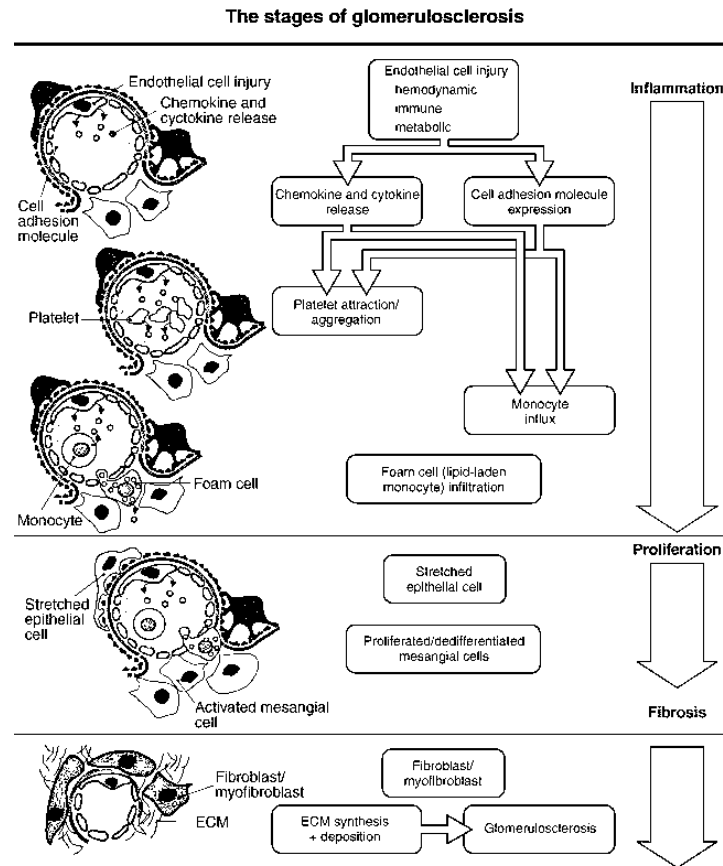 The stages of glomerulosclerosis
Endothelial cell injury
Chemokine and
cyctokine release
Cell
adhesion
molecule
Endothelial cell injury
hemodynamic
immune
metabolic
Inflammation
Chemokine and cytokine
release
Cell adhesion molecule
expression
Platelet
Platelet attraction/
aggregation
Monocyte
influx
Foam cell
Monocyte
Foam cell (lipid-laden
monocyte) infiltration
Proliferation
Stretched
epithelial
cell
Activated mesangial
cell
Stretched
epithelial cell
Proliferated/dedifferentiated
mesangial cells
Fibrosis
Fibroblast/
myofibroblast
ECM
Fibroblast/
myofibroblast
ECM synthesis
+ deposition
Glomerulosclerosis